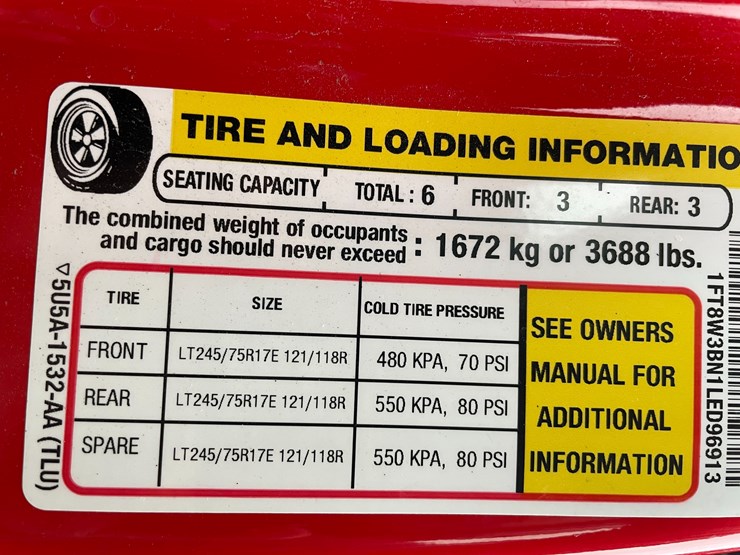 TIRE AND LOADING INFORMATIO
SEATING CAPACITY TOTAL : 6 FRONT: 3 REAR: 3
The combined weight of occupants
and cargo should never exceed : 1672 kg or 3688 lbs.
TIRE SIZE COLD TIRE PRESSURE
FRONT LT245/75R17E 121/118R 480 KPA, 70 PSI
REAR LT245/75R17E 121/118R 550 KPA, 80 PSI
SPARE LT245/75R17E 121/118R 550 KPA, 80 PSI
SEE OWNERS
MANUAL FOR
ADDITIONAL
INFORMATION
▽5U5A-1532-AA (TLU)
1FT8W3BN1LED96913